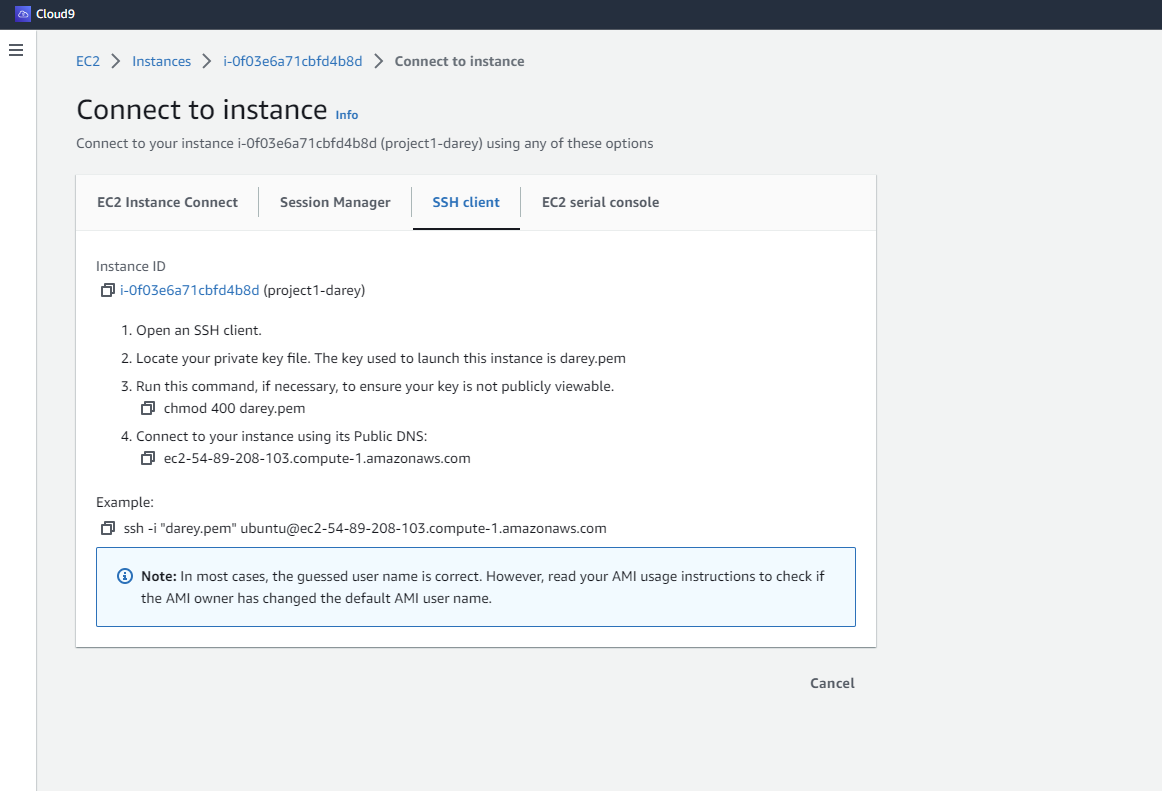 Cloud9
EC2 > Instances > i-0f03e6a71cbfd4b8d > Connect to instance
Connect to instance Info
Connect to your instance i-0f03e6a71cbfd4b8d (project1-darey) using any of these options
EC2 Instance Connect Session Manager SSH client EC2 serial console
Instance ID
i-0f03e6a71cbfd4b8d (project1-darey)
1. Open an SSH client.
2. Locate your private key file. The key used to launch this instance is darey.pem
3. Run this command, if necessary, to ensure your key is not publicly viewable.
chmod 400 darey.pem
4. Connect to your instance using its Public DNS:
ec2-54-89-208-103.compute-1.amazonaws.com
Example:
ssh -i "darey.pem" ubuntu@ec2-54-89-208-103.compute-1.amazonaws.com
Note: In most cases, the guessed user name is correct. However, read your AMI usage instructions to check if
the AMI owner has changed the default AMI user name.
Cancel